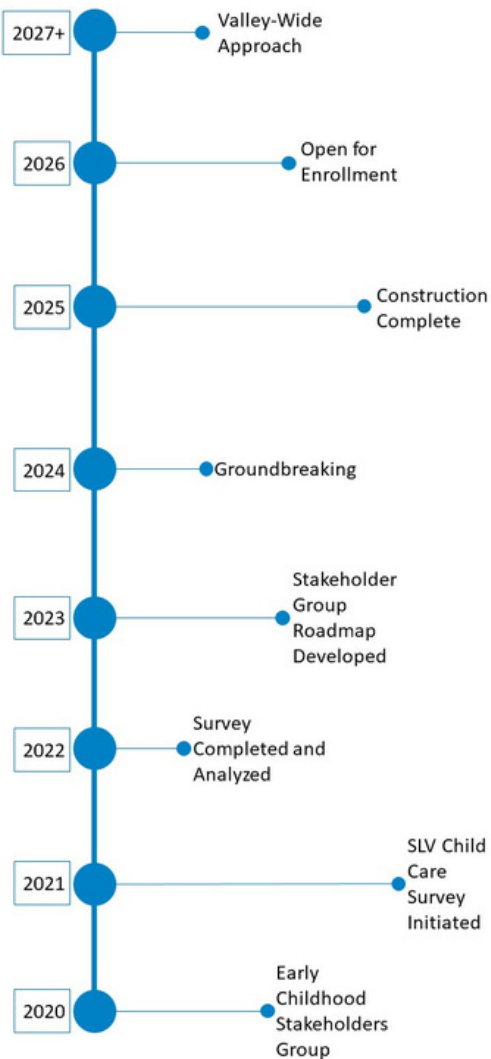 2027+
Valley-Wide
Approach
2026
Open for
Enrollment
2025
Construction
Complete
2024
Groundbreaking
2023
Stakeholder
Group
Roadmap
Developed
2022
Survey
Completed and
Analyzed
2021
SLV Child
Care
Survey
Initiated
2020
Early
Childhood
Stakeholders
Group